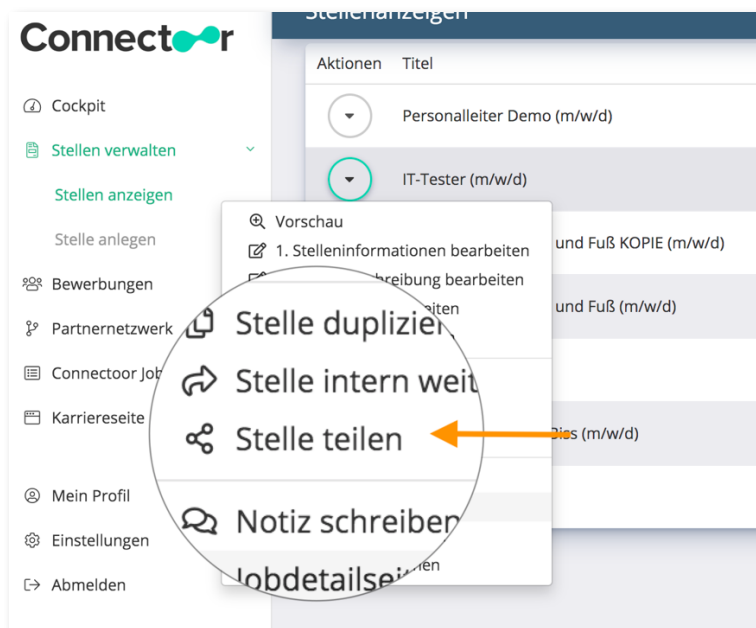 Connectoor
Cockpit
Stellen verwalten
Stellen anzeigen
Stelle anlegen
Bewerbungen
Partnernetzwerk
Connectoor
Karriereseite
Mein Profil
Einstellungen
Abmelden
Stellenanzeigen
Aktionen Titel
Personalleiter Demo (m/w/d)
IT-Tester (m/w/d)
und Fuß KOPIE (m/w/d)
und Fuß (m/w/d)
(m/w/d)
Vorschau
1. Stelleninformationen bearbeiten
bearbeiten
Stelle duplizier
Stelle intern weit
Stelle teilen
Notiz schreiben
Jobdetailsei